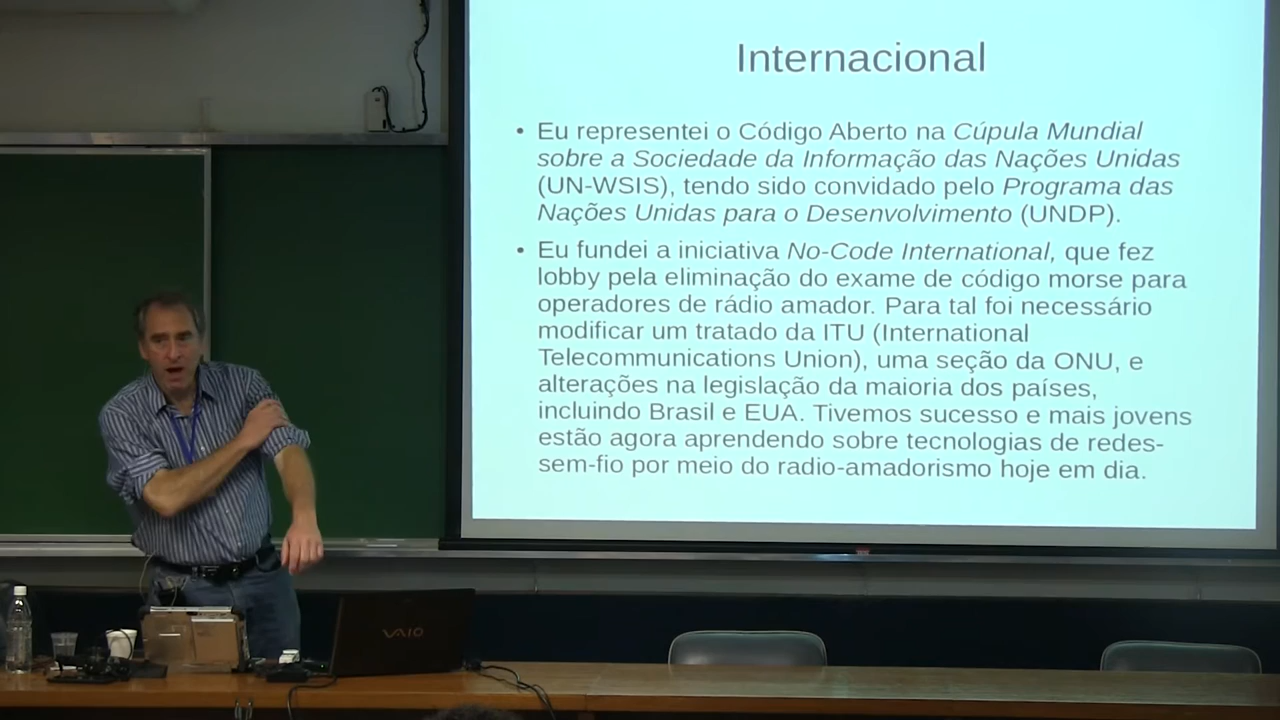 Internacional
• Eu representei o Código Aberto na Cúpula Mundial
sobre a Sociedade da Informação das Nações Unidas
(UN-WSIS), tendo sido convidado pelo Programa das
Nações Unidas para o Desenvolvimento (UNDP).
• Eu fundei a iniciativa No-Code International, que fez
lobby pela eliminação do exame de código morse para
operadores de rádio amador. Para tal foi necessário
modificar um tratado da ITU (International
Telecommunications Union), uma seção da ONU, e
alterações na legislação da maioria dos países,
incluindo Brasil e EUA. Tivemos sucesso e mais jovens
estão agora aprendendo sobre tecnologias de redes-
sem-fio por meio do radio-amadorismo hoje em dia.
VAIO